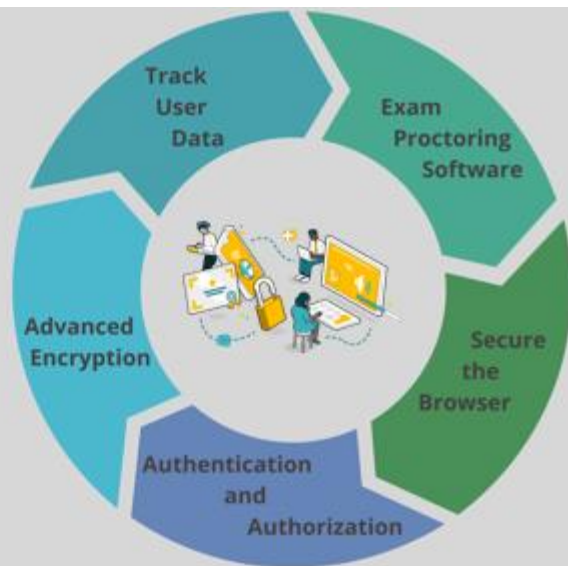 Track
User
Data
Exam
Proctoring
Software
Secure
the
Browser
Authentication
and
Authorization
Advanced
Encryption